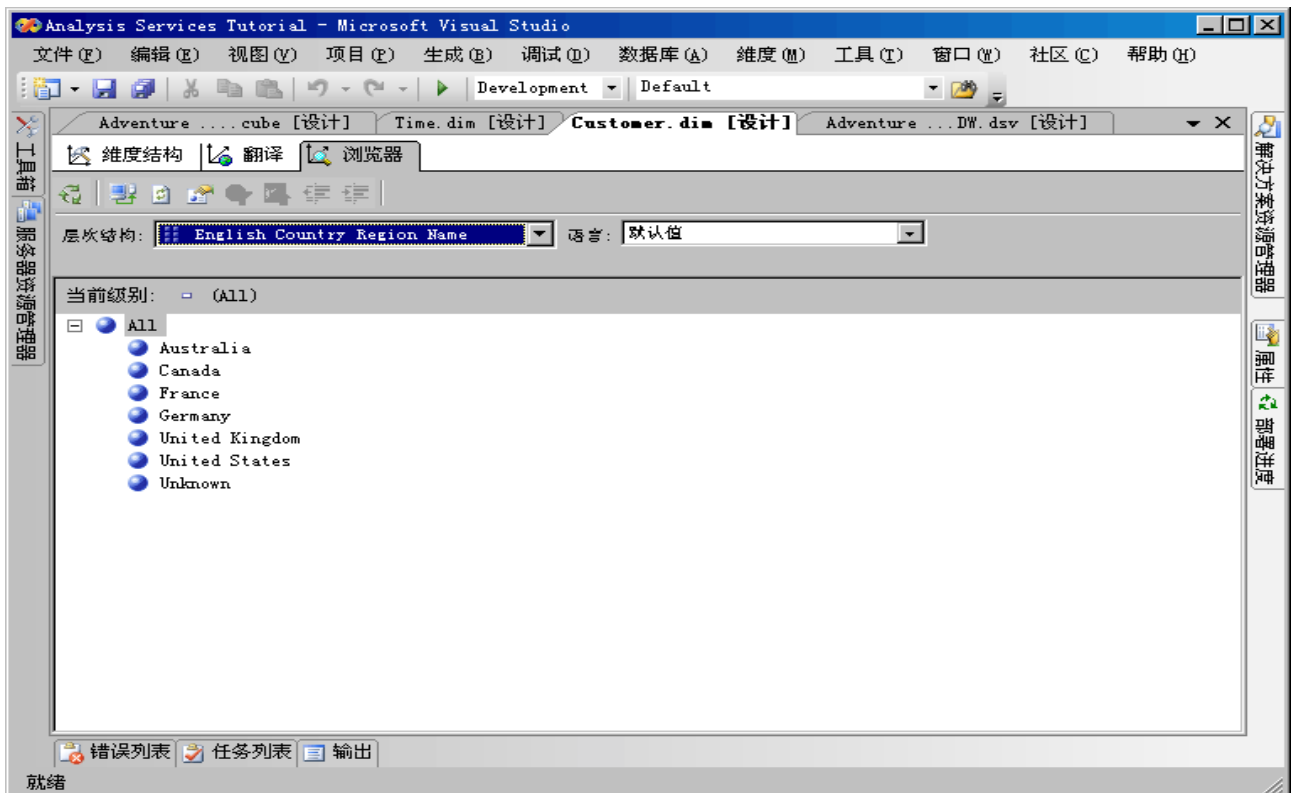 Analysis Services Tutorial - Microsoft Visual Studio
文件(F) 编辑(E) 视图(V) 项目(P) 生成(B) 调试(D) 数据库(A) 维度(M) 工具(T) 窗口(W) 社区(C) 帮助(H)
Development Default
Adventure ....cube [设计] Time.dim [设计] Customer.dim [设计] Adventure ...DW.dsv [设计]
维度结构 翻译 浏览器
层次结构: English Country Region Name 语言: 默认值
当前级别: (All)
All
Australia
Canada
France
Germany
United Kingdom
United States
Unknown
工具箱
服务器资源管理器
解决方案资源管理器
属性
部署进度
错误列表 任务列表 输出
就绪